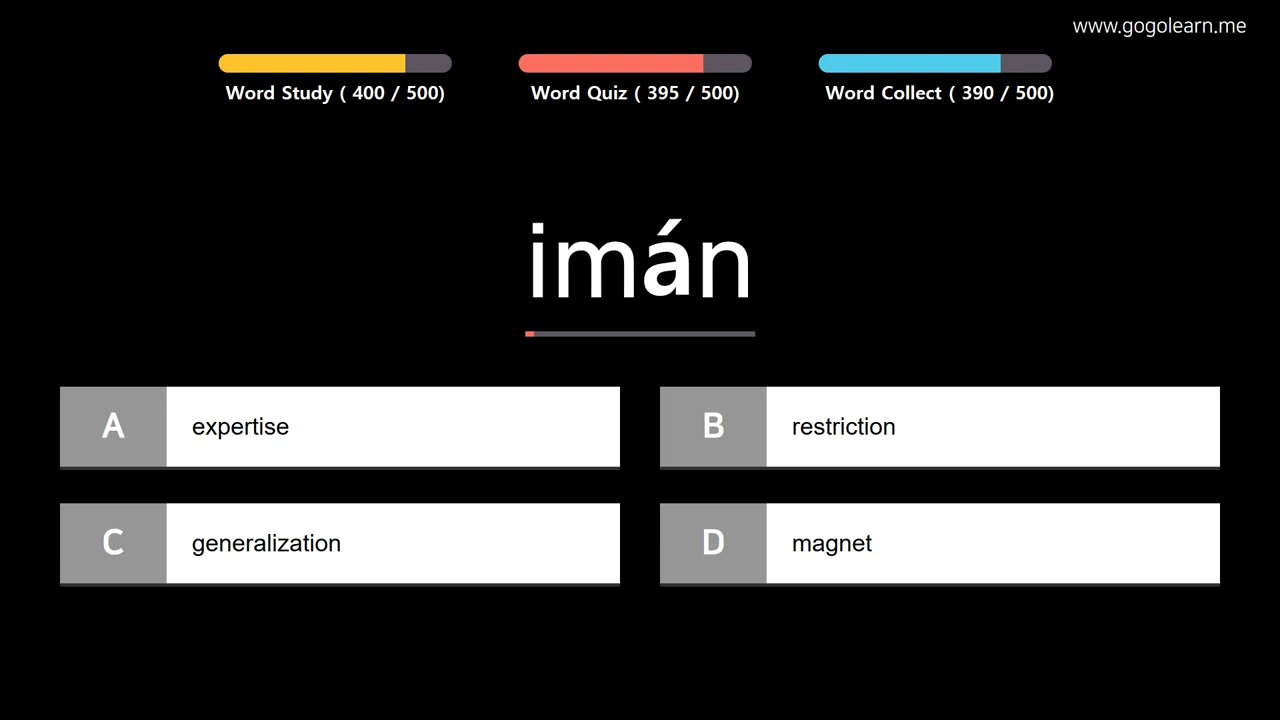 www.gogolearn.me
Word Study ( 400 / 500)
Word Quiz ( 395 / 500)
Word Collect ( 390 / 500)
imán
A expertise
B restriction
C generalization
D magnet